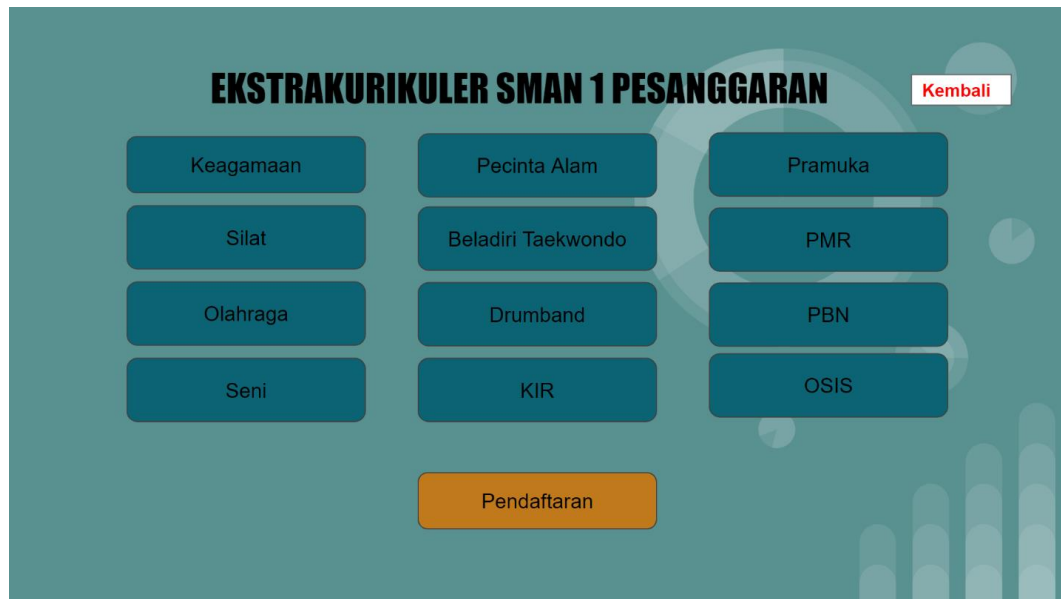 EKSTRAKURIKULER SMAN 1 PESANGGARAN
Kembali
Keagamaan
Pecinta Alam
Pramuka
Silat
Beladiri Taekwondo
PMR
Olahraga
Drumband
PBN
Seni
KIR
OSIS
Pendaftaran